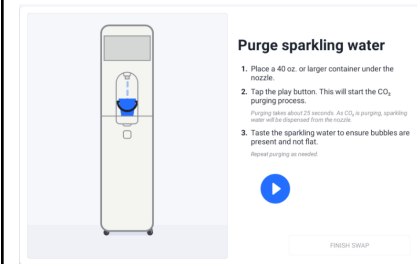 Purge sparkling water
1. Place a 40 oz. or larger container under the
nozzle.
2. Tap the play button. This will start the CO₂
purging process.
Purging takes about 25 seconds. As CO₂ is purging, sparkling
water will be dispensed from the nozzle.
3. Taste the sparkling water to ensure bubbles are
present and not flat.
Repeat purging as needed.
FINISH SWAP